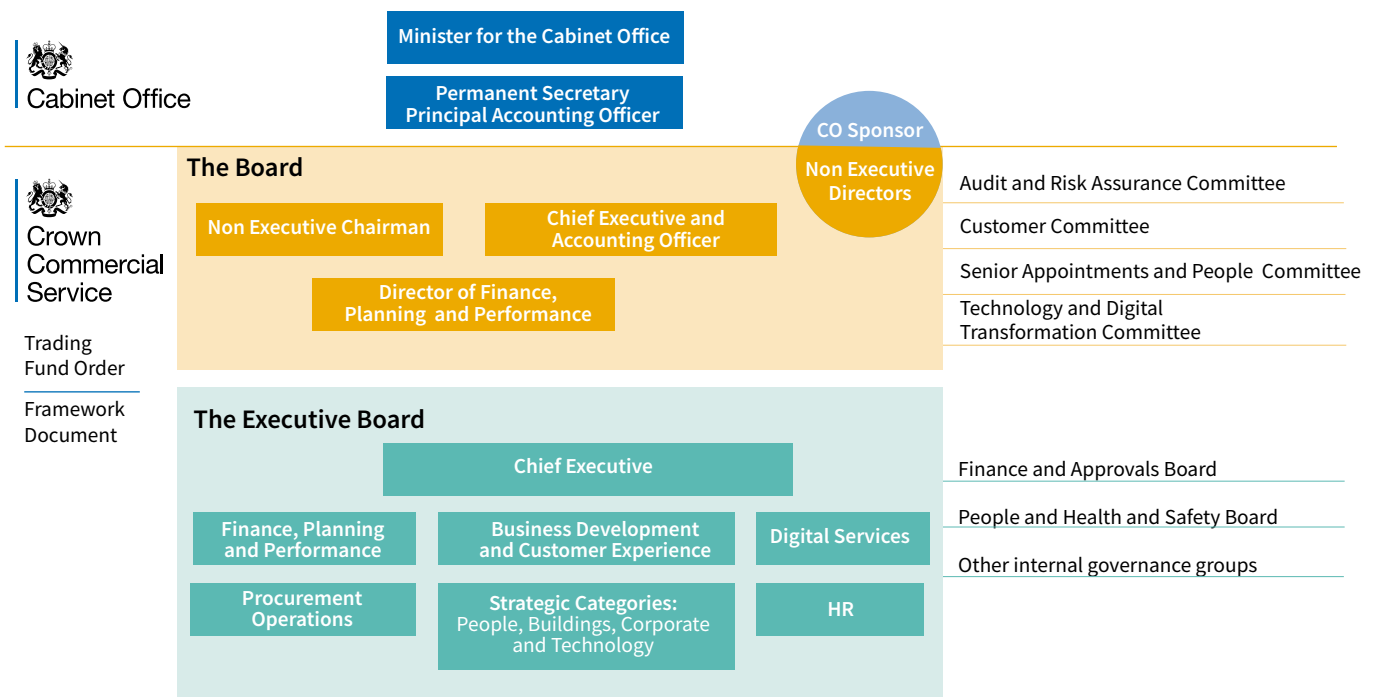 Cabinet Office
Minister for the Cabinet Office
Permanent Secretary
Principal Accounting Officer
CO Sponsor
Non Executive
Directors
Crown
Commercial
Service
Trading
Fund Order
Framework
Document
The Board
Non Executive Chairman
Chief Executive and
Accounting Officer
Director of Finance,
Planning and Performance
Audit and Risk Assurance Committee
Customer Committee
Senior Appointments and People Committee
Technology and Digital
Transformation Committee
The Executive Board
Chief Executive
Finance, Planning
and Performance
Business Development
and Customer Experience
Digital Services
Procurement
Operations
Strategic Categories:
People, Buildings, Corporate
and Technology
HR
Finance and Approvals Board
People and Health and Safety Board
Other internal governance groups